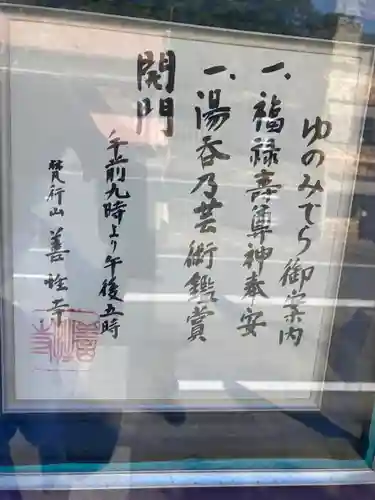 ゆのみでら御案内
一、福禄寿尊神奉安
一、湯呑乃芸術鑑賞
開門
午前九時より午後五時
梵行山 善性寺